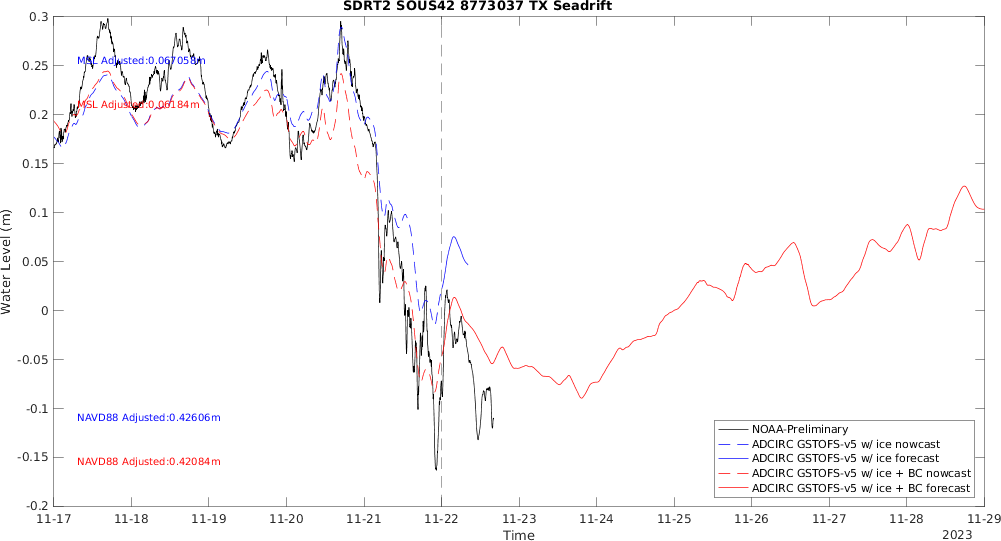 SDRT2 SOUS42 8773037 TX Seadrift
0.3
0.25
0.2
0.15
0.1
0.05
0
-0.05
-0.1
-0.15
-0.2
Water Level (m)
MSL Adjusted:0.067058m
MSL Adjusted:0.06184m
NAVD88 Adjusted:0.42606m
NAVD88 Adjusted:0.42084m
NOAA-Preliminary
ADCIRC GSTOFS-v5 w/ ice nowcast
ADCIRC GSTOFS-v5 w/ ice forecast
ADCIRC GSTOFS-v5 w/ ice + BC nowcast
ADCIRC GSTOFS-v5 w/ ice + BC forecast
11-17 11-18 11-19 11-20 11-21 11-22 11-23 11-24 11-25 11-26 11-27 11-28 11-29
Time
2023